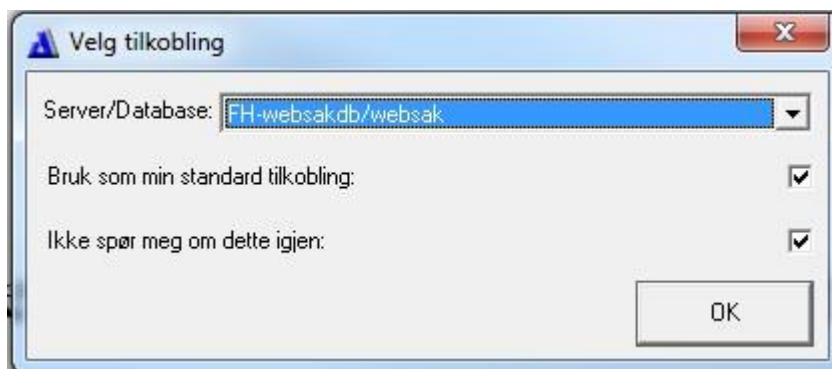 Velg tilkobling
Server/Database: FH-websakdb/websak
Bruk som min standard tilkobling:
Ikke spør meg om dette igjen:
OK